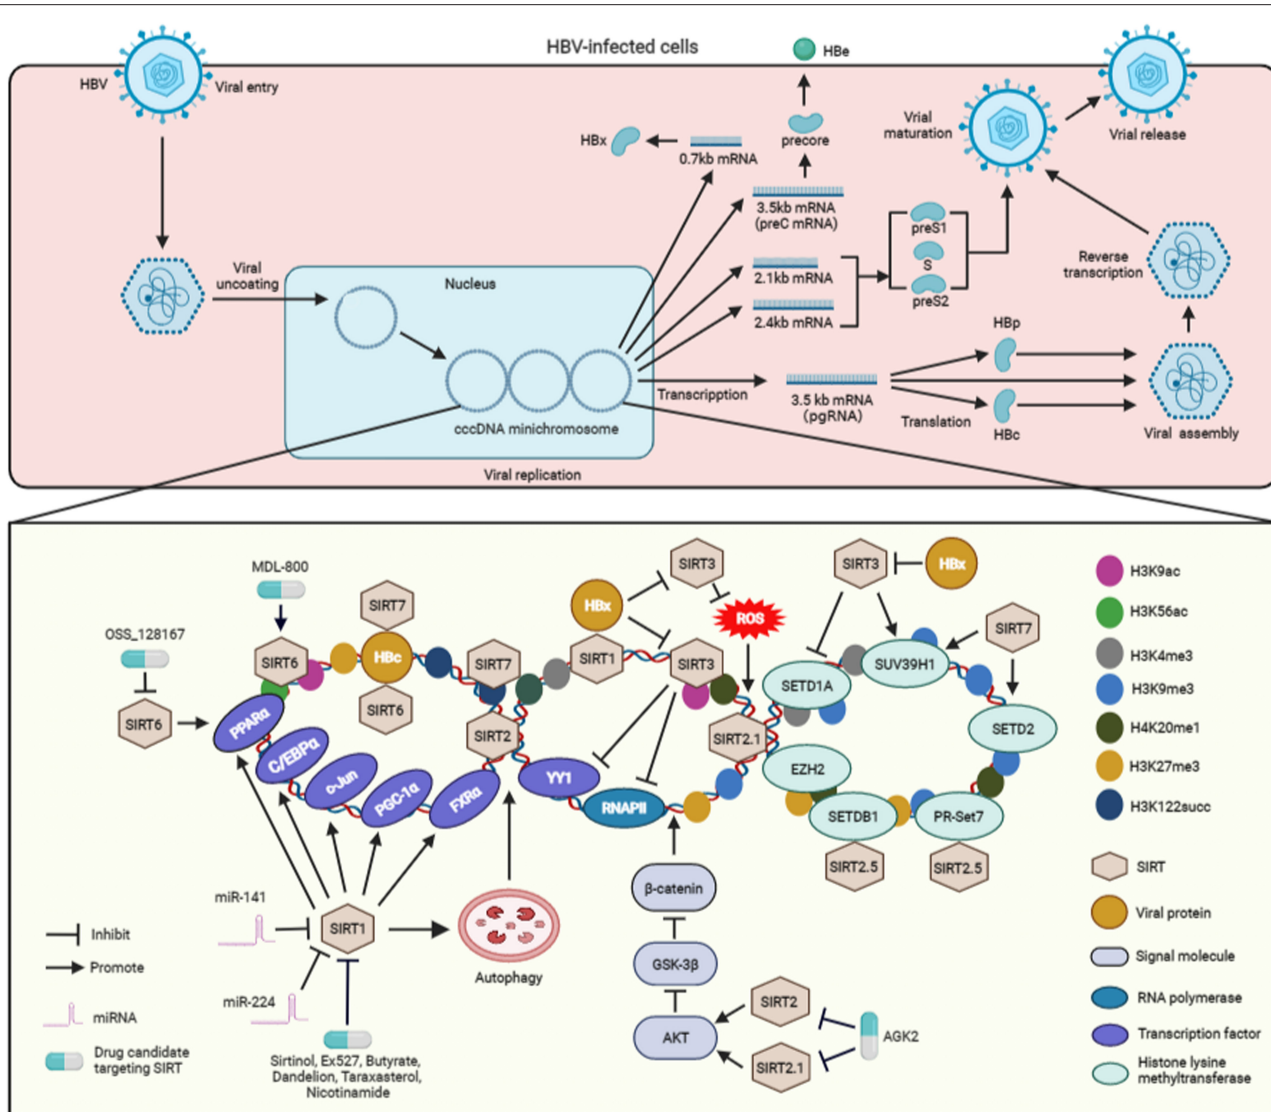 HBV-infected cells
HBV
Viral entry
HBe
Vrial
maturation
Vrial release
HBx
0.7kb mRNA
precore
3.5kb mRNA
(preC mRNA)
preS1
S
preS2
2.1kb mRNA
2.4kb mRNA
Viral
uncoating
Nucleus
Reverse
transcription
HBp
Transcripption
3.5 kb mRNA
(pgRNA)
Translation
HBc
Viral assembly
cccDNA minichromosome
Viral replication
MDL-800
OSS_128167
SIRT6
SIRT6
SIRT7
HBc
SIRT6
SIRT7
SIRT2
PPARα
C/EBPα
c-Jun
PGC-1α
FXRα
HBx
SIRT3
ROS
SIRT1
SIRT3
SIRT2.1
YY1
RNAPII
SIRT3
HBx
SIRT7
SUV39H1
SETD1A
SETD2
EZH2
SETDB1
PR-Set7
SIRT2.5
SIRT2.5
miR-141
SIRT1
miR-224
Autophagy
Sirtinol, Ex527, Butyrate,
Dandelion, Taraxasterol,
Nicotinamide
β-catenin
GSK-3β
AKT
SIRT2
SIRT2.1
AGK2
Inhibit
Promote
miRNA
Drug candidate
targeting SIRT
H3K9ac
H3K56ac
H3K4me3
H3K9me3
H4K20me1
H3K27me3
H3K122succ
SIRT
Viral protein
Signal molecule
RNA polymerase
Transcription factor
Histone lysine
methyltransferase